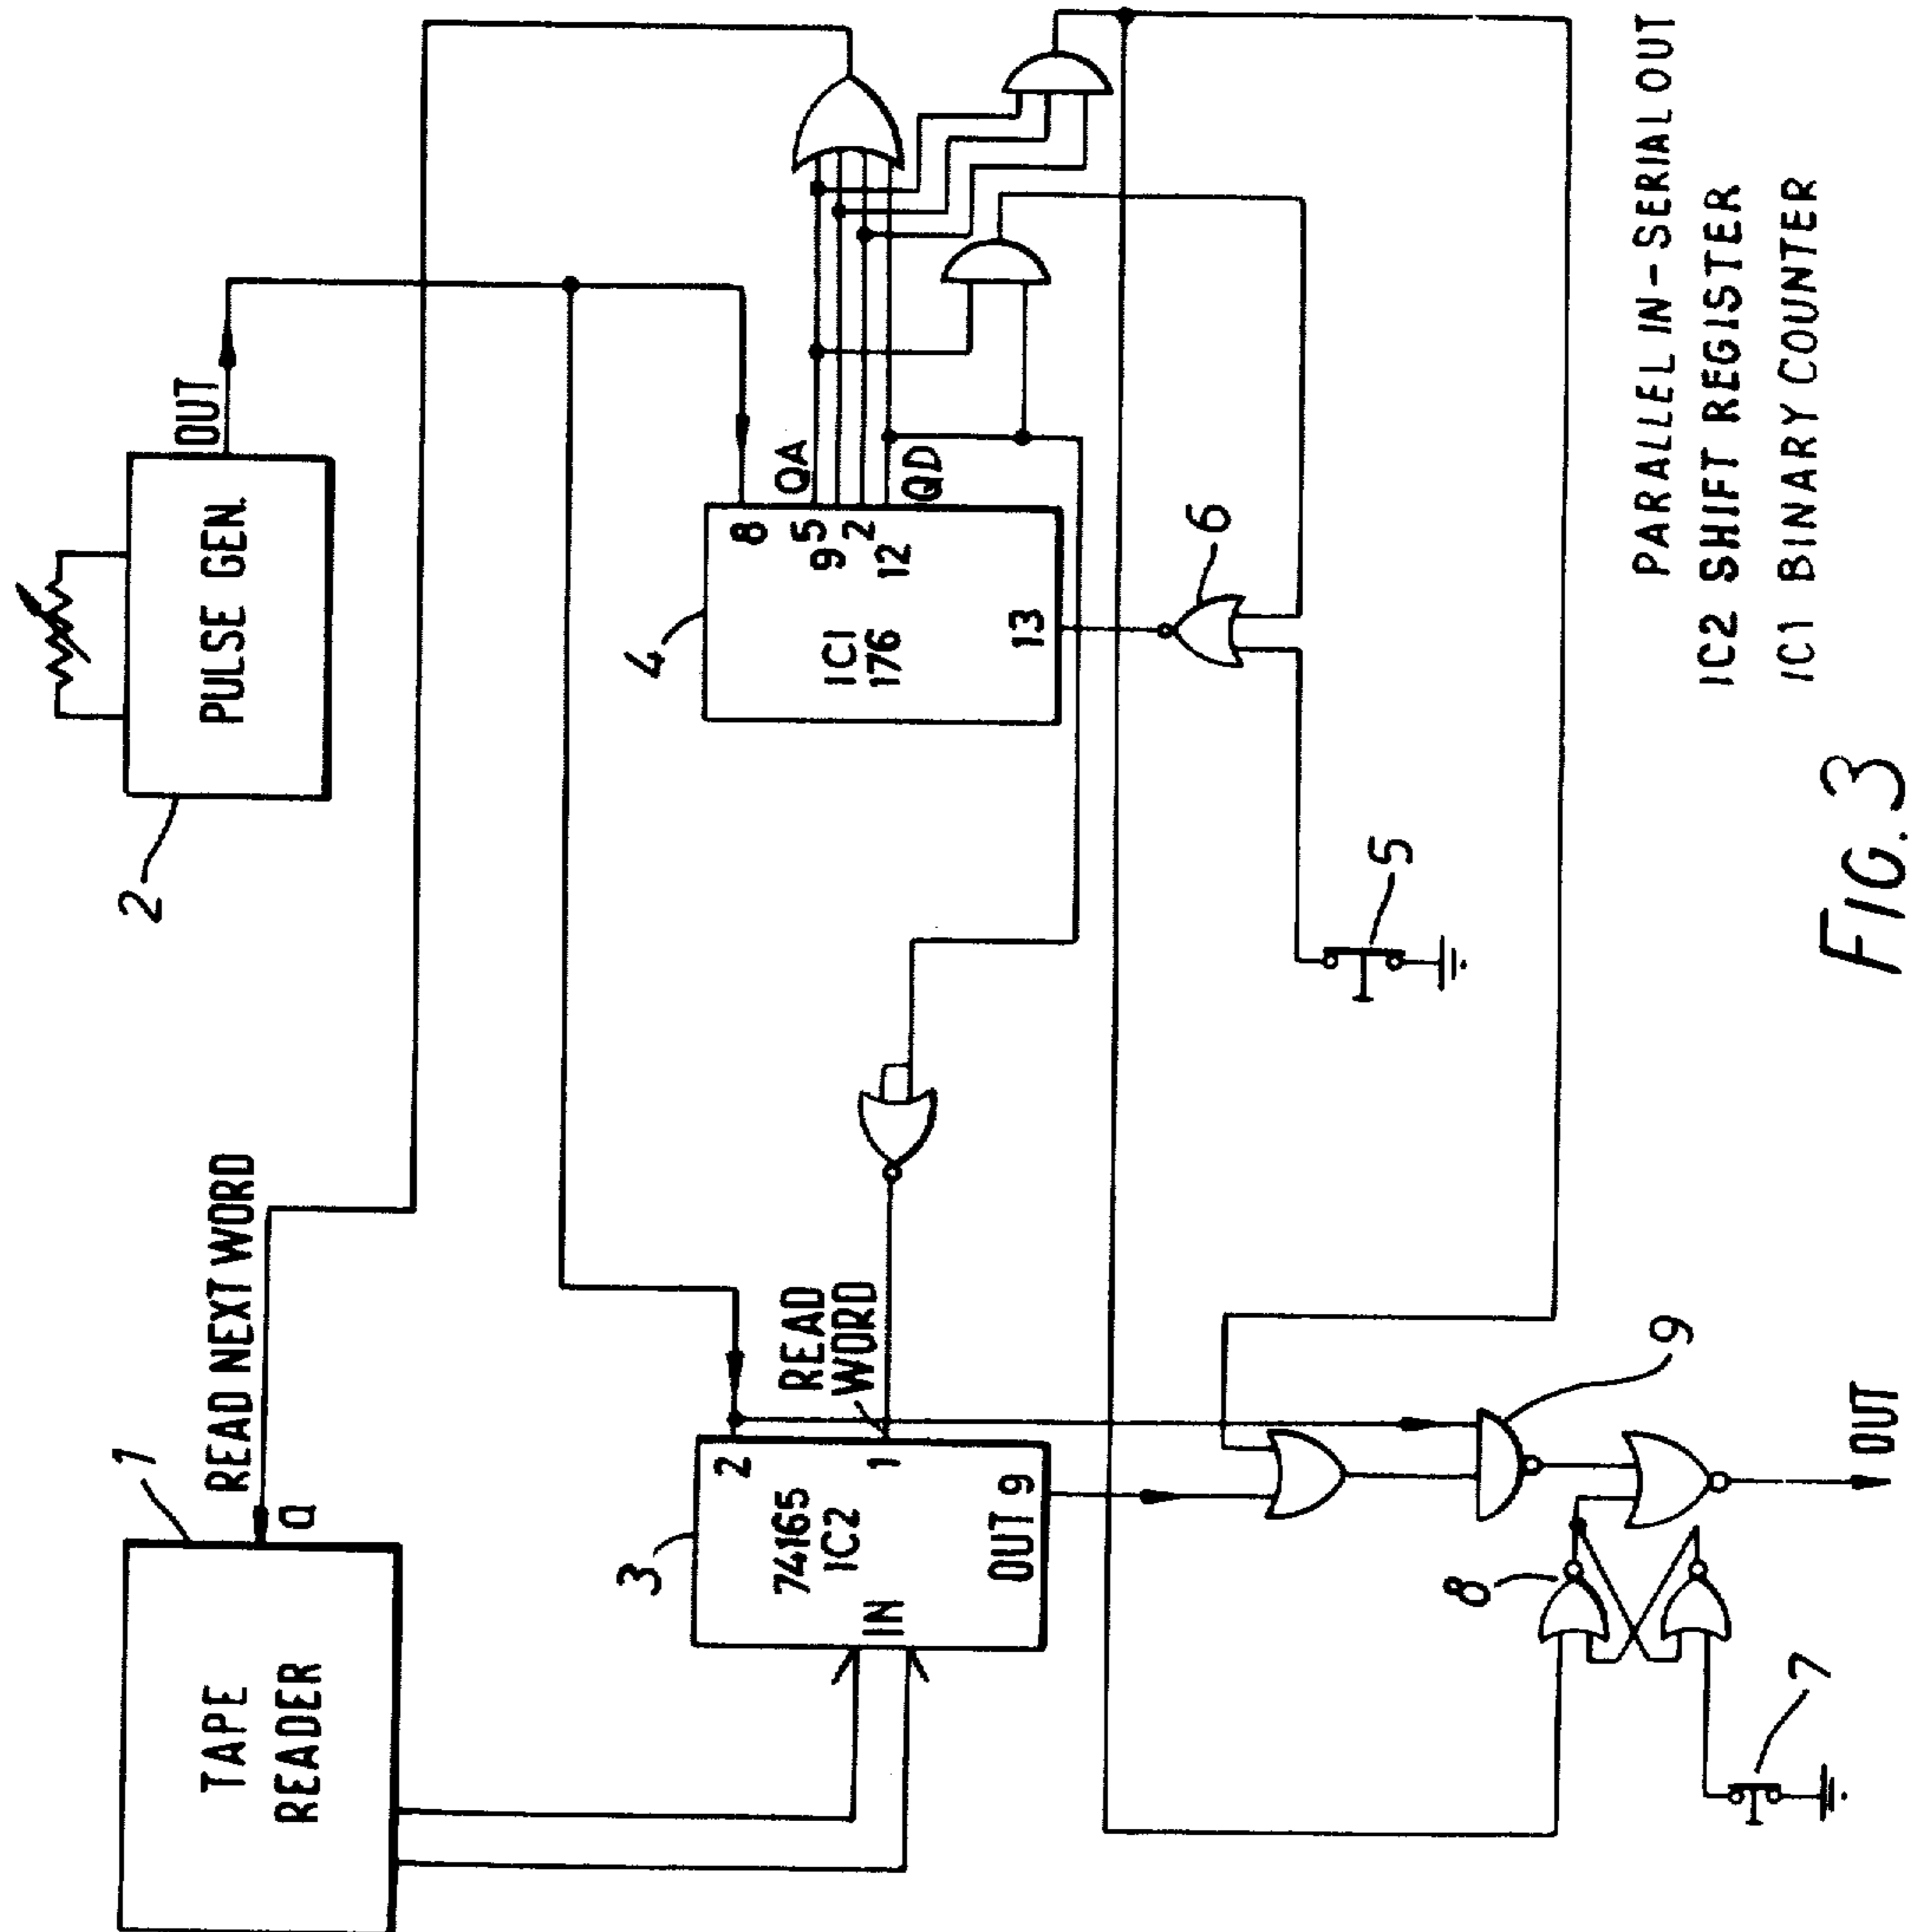 TAPE
READER
1
READ NEXT WORD
a
2
PULSE GEN.
OUT
3
74165
IC2
IN
2
1
OUT 9
READ
WORD
4
IC1
176
8
5
9
2
12
13
QA
QD
6
5
7
8
9
OUT
PARALLEL IN-SERIAL OUT
IC2 SHIFT REGISTER
IC1 BINARY COUNTER
FIG. 3